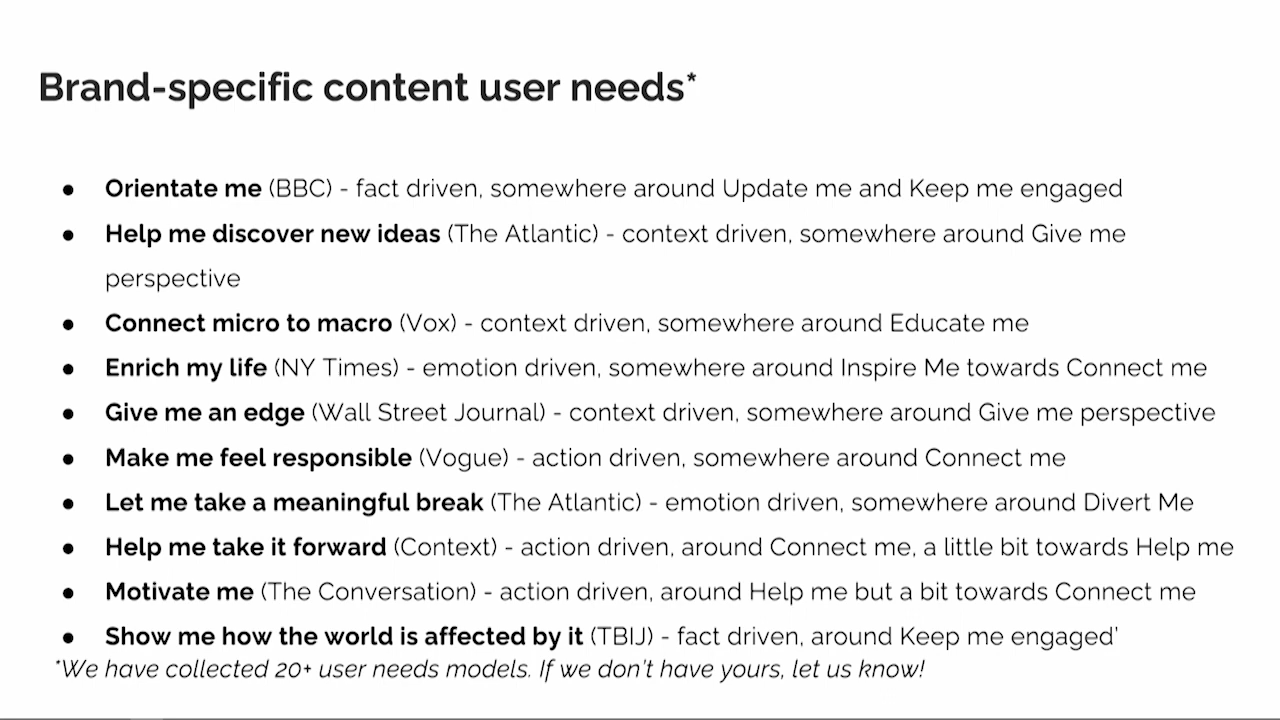 Brand-specific content user needs*
● Orientate me (BBC) - fact driven, somewhere around Update me and Keep me engaged
● Help me discover new ideas (The Atlantic) - context driven, somewhere around Give me
perspective
● Connect micro to macro (Vox) - context driven, somewhere around Educate me
● Enrich my life (NY Times) - emotion driven, somewhere around Inspire Me towards Connect me
● Give me an edge (Wall Street Journal) - context driven, somewhere around Give me perspective
● Make me feel responsible (Vogue) - action driven, somewhere around Connect me
● Let me take a meaningful break (The Atlantic) - emotion driven, somewhere around Divert Me
● Help me take it forward (Context) - action driven, around Connect me, a little bit towards Help me
● Motivate me (The Conversation) - action driven, around Help me but a bit towards Connect me
● Show me how the world is affected by it (TBIJ) - fact driven, around Keep me engaged'
*We have collected 20+ user needs models. If we don't have yours, let us know!